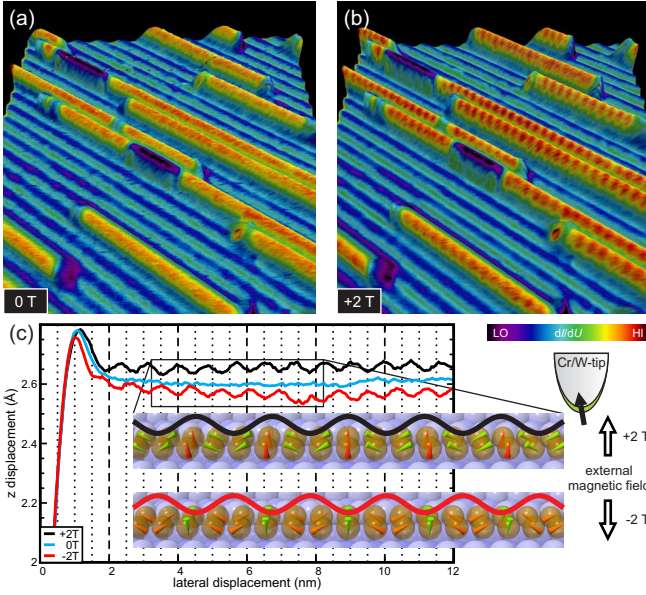 (a)
(b)
0 T
+2 T
(c)
LO dI/dU HI
Cr/W-tip
+2 T
external
magnetic field
-2 T
z displacement (Å)
2.6
2.4
2.2
2
+2T
0T
-2T
0 2 4 6 8 10 12
lateral displacement (nm)